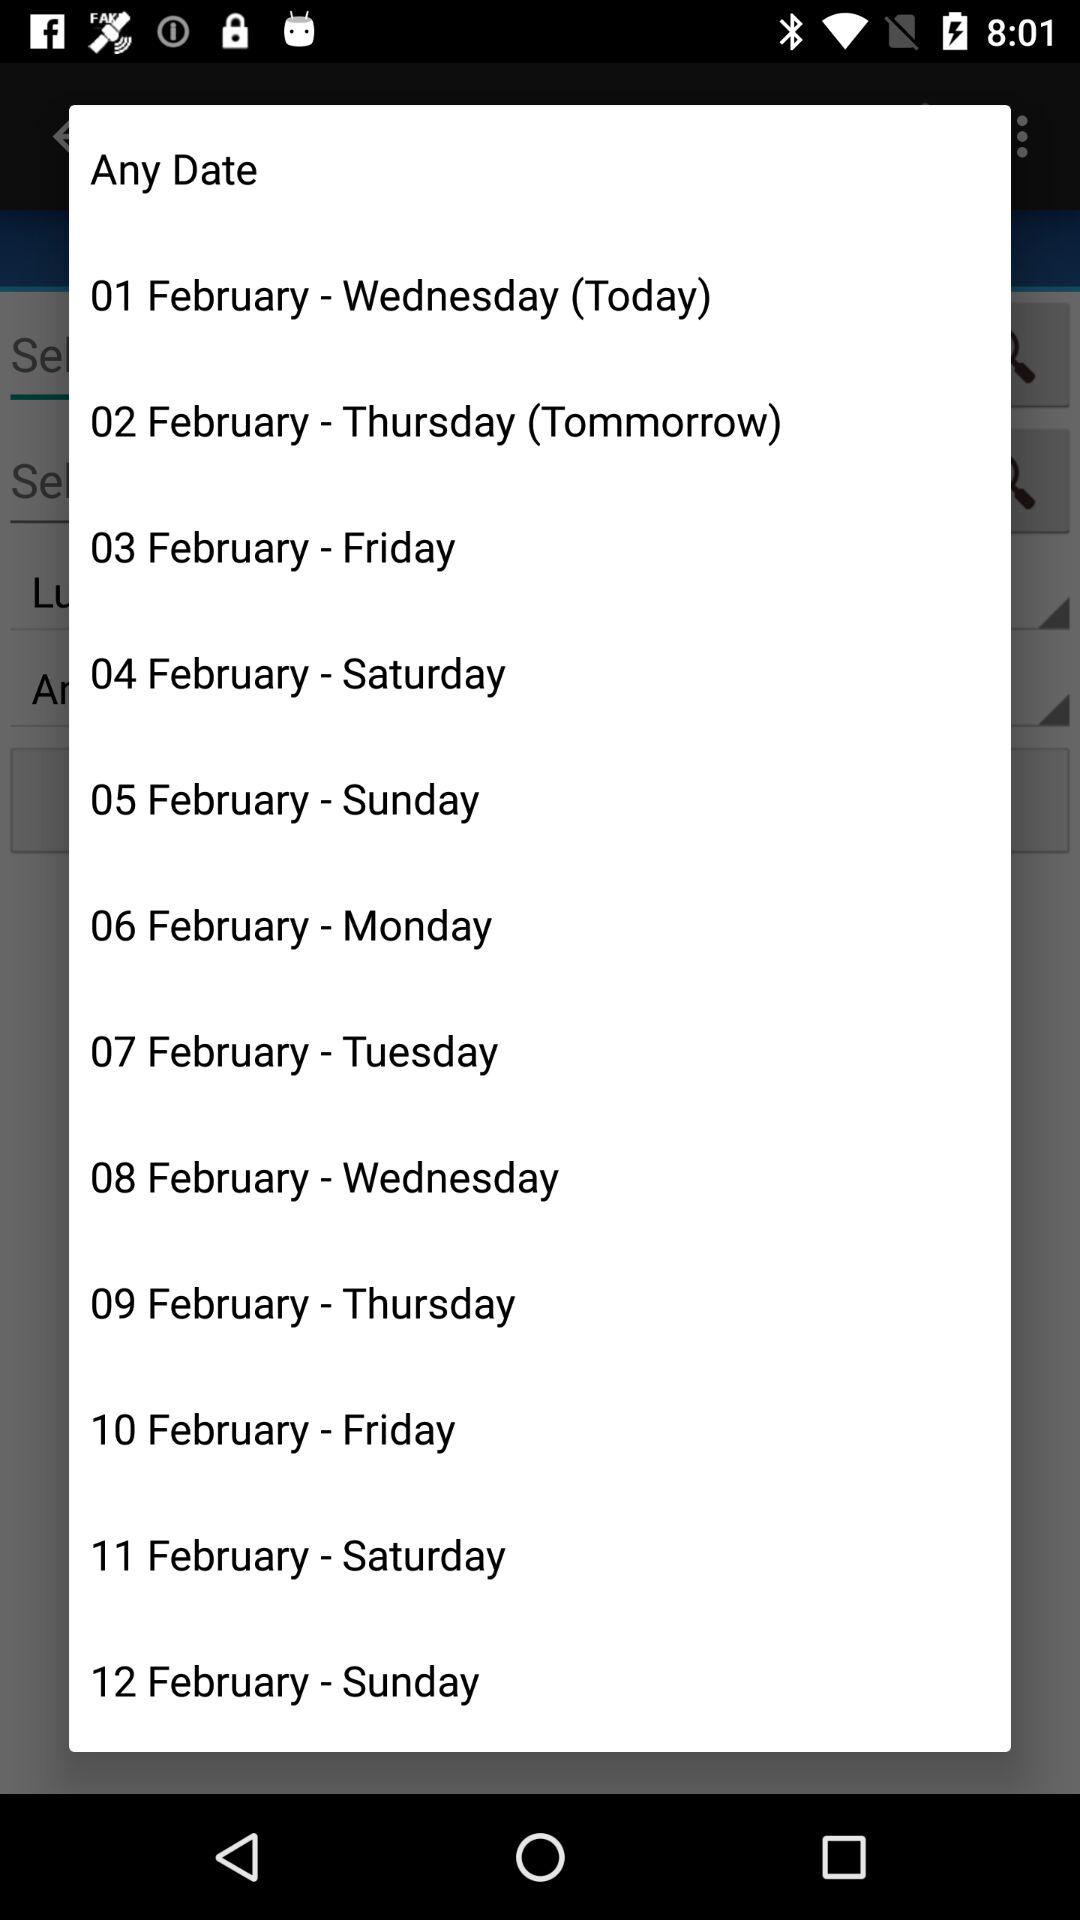 FAKE
8:01
Any Date
01 February - Wednesday (Today)
02 February - Thursday (Tommorrow)
03 February - Friday
04 February - Saturday
05 February - Sunday
06 February - Monday
07 February - Tuesday
08 February - Wednesday
09 February - Thursday
10 February - Friday
11 February - Saturday
12 February - Sunday